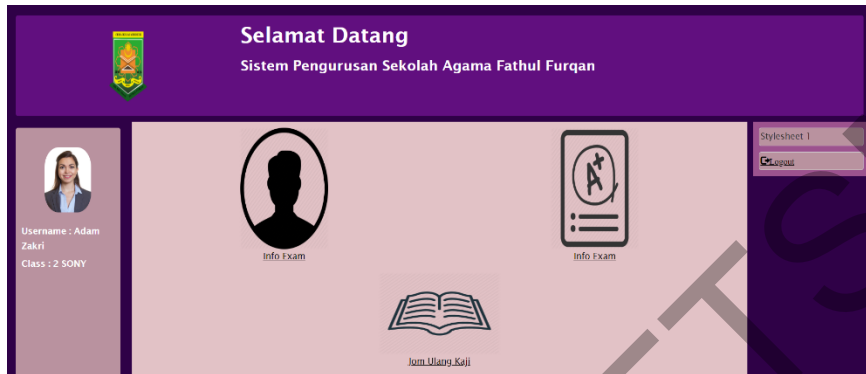 Selamat Datang
Sistem Pengurusan Sekolah Agama Fathul Furqan
Username : Adam
Zakri
Class : 2 SONY
Info Exam
A+
Info Exam
Jom Ulang Kaji
Stylesheet 1
Logout